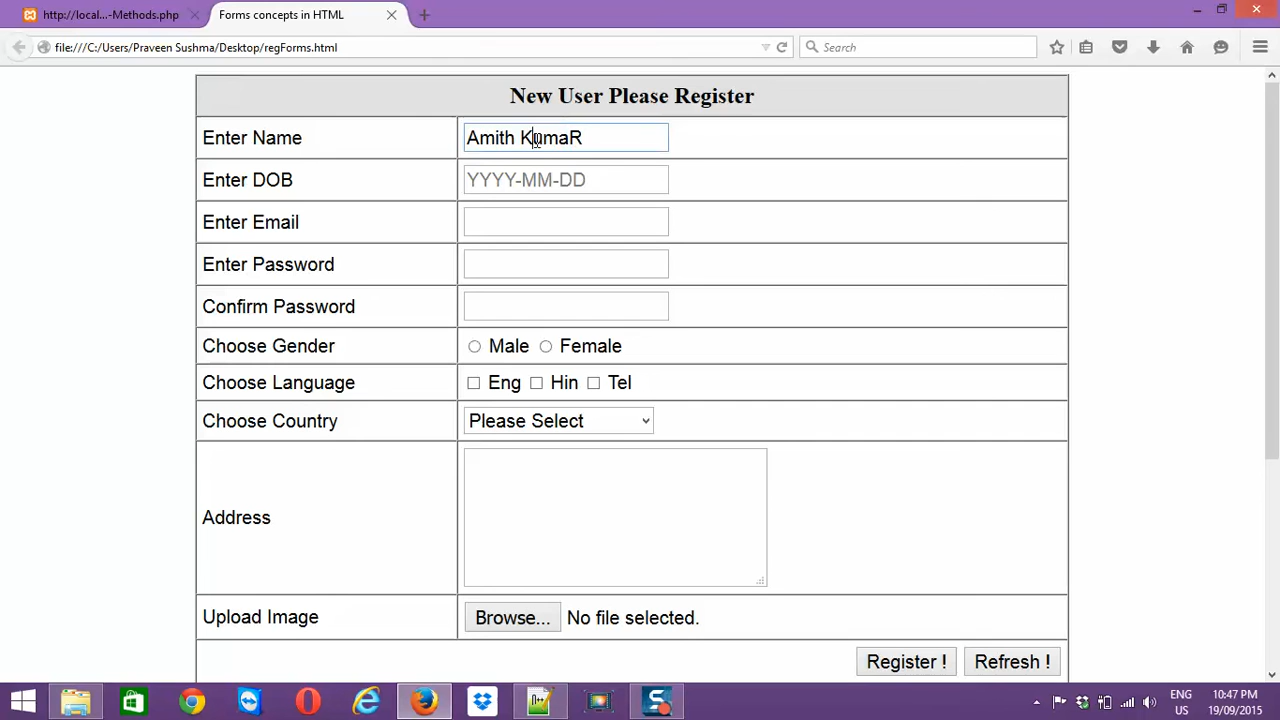 http://local...-Methods.php
Forms concepts in HTML
file:///C:/Users/Praveen Sushma/Desktop/regForms.html
Search
New User Please Register
Enter Name
Amith KumaR
Enter DOB
YYYY-MM-DD
Enter Email
Enter Password
Confirm Password
Choose Gender
Male Female
Choose Language
Eng Hin Tel
Choose Country
Please Select
Address
Upload Image
Browse... No file selected.
Register ! Refresh !
ENG 10:47 PM
US 19/09/2015